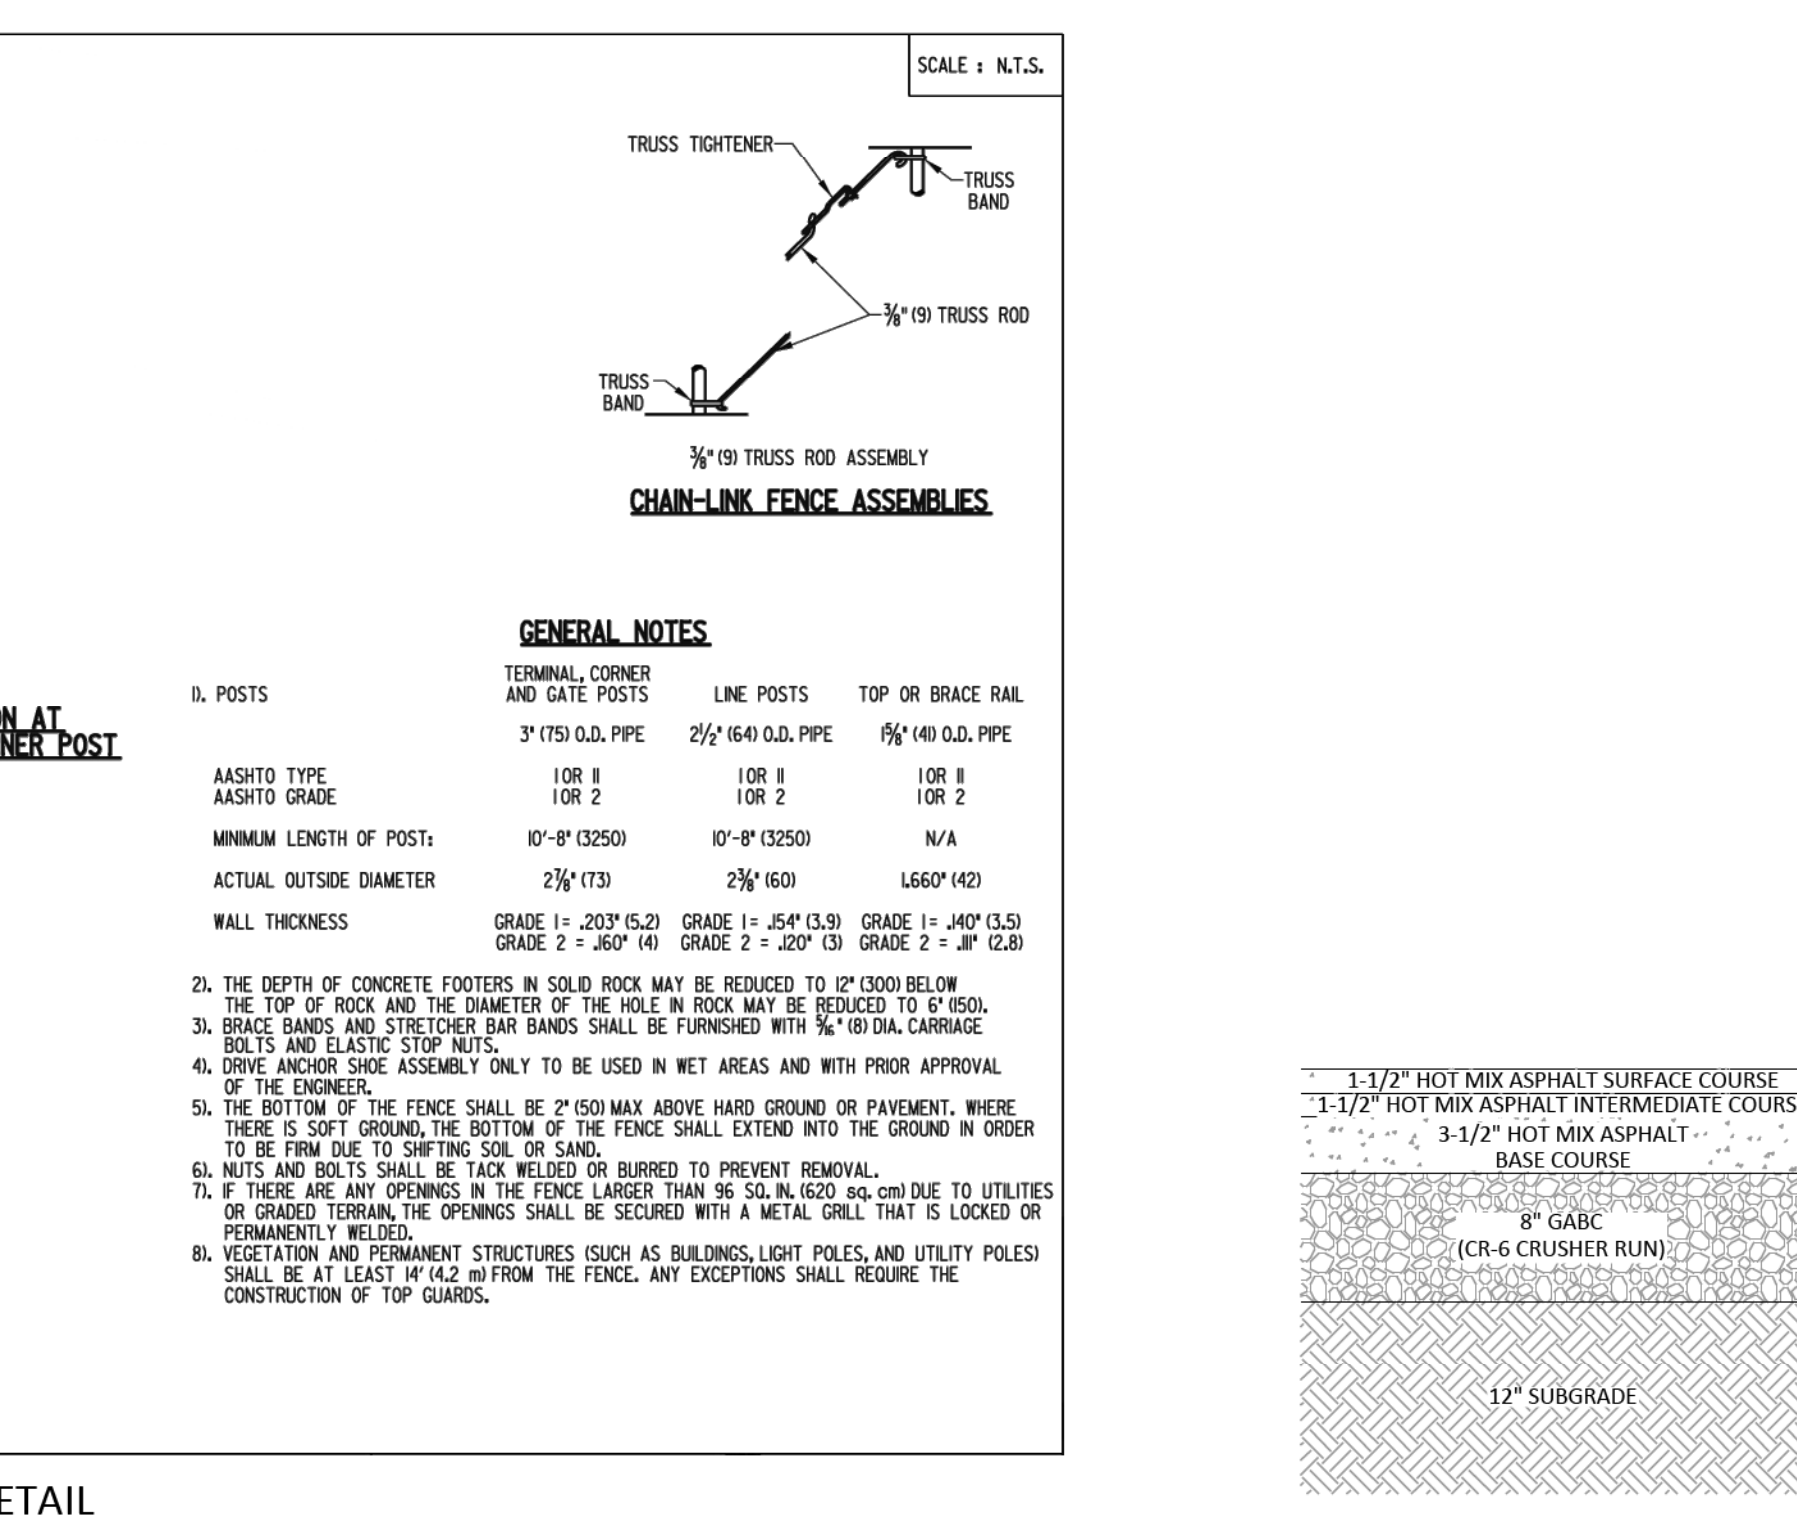 SCALE : N.T.S.
TRUSS TIGHTENER
TRUSS
BAND
⅜" (9) TRUSS ROD
TRUSS
BAND
⅜" (9) TRUSS ROD ASSEMBLY
CHAIN-LINK FENCE ASSEMBLIES
GENERAL NOTES
TERMINAL, CORNER
1). POSTS AND GATE POSTS LINE POSTS TOP OR BRACE RAIL
3" (75) O.D. PIPE 2½" (64) O.D. PIPE 1⅝" (41) O.D. PIPE
AASHTO TYPE I OR II I OR II I OR II
AASHTO GRADE 1 OR 2 1 OR 2 1 OR 2
MINIMUM LENGTH OF POST: 10'-8" (3250) 10'-8" (3250) N/A
ACTUAL OUTSIDE DIAMETER 2⅞" (73) 2⅜" (60) 1.660" (42)
WALL THICKNESS GRADE 1 = .203" (5.2) GRADE 1 = .154" (3.9) GRADE 1 = .140" (3.5)
GRADE 2 = .160" (4) GRADE 2 = .120" (3) GRADE 2 = .111" (2.8)
2). THE DEPTH OF CONCRETE FOOTERS IN SOLID ROCK MAY BE REDUCED TO 12" (300) BELOW
THE TOP OF ROCK AND THE DIAMETER OF THE HOLE IN ROCK MAY BE REDUCED TO 6" (150).
3). BRACE BANDS AND STRETCHER BAR BANDS SHALL BE FURNISHED WITH 5/16" (8) DIA. CARRIAGE
BOLTS AND ELASTIC STOP NUTS.
4). DRIVE ANCHOR SHOE ASSEMBLY ONLY TO BE USED IN WET AREAS AND WITH PRIOR APPROVAL
OF THE ENGINEER.
5). THE BOTTOM OF THE FENCE SHALL BE 2" (50) MAX ABOVE HARD GROUND OR PAVEMENT. WHERE
THERE IS SOFT GROUND, THE BOTTOM OF THE FENCE SHALL EXTEND INTO THE GROUND IN ORDER
TO BE FIRM DUE TO SHIFTING SOIL OR SAND.
6). NUTS AND BOLTS SHALL BE TACK WELDED OR BURRED TO PREVENT REMOVAL.
7). IF THERE ARE ANY OPENINGS IN THE FENCE LARGER THAN 96 SQ. IN. (620 sq. cm) DUE TO UTILITIES
OR GRADED TERRAIN, THE OPENINGS SHALL BE SECURED WITH A METAL GRILL THAT IS LOCKED OR
PERMANENTLY WELDED.
8). VEGETATION AND PERMANENT STRUCTURES (SUCH AS BUILDINGS, LIGHT POLES, AND UTILITY POLES)
SHALL BE AT LEAST 14' (4.2 m) FROM THE FENCE. ANY EXCEPTIONS SHALL REQUIRE THE
CONSTRUCTION OF TOP GUARDS.
ON AT
NER POST
ETAIL
1-1/2" HOT MIX ASPHALT SURFACE COURSE
1-1/2" HOT MIX ASPHALT INTERMEDIATE COURS
3-1/2" HOT MIX ASPHALT
BASE COURSE
8" GABC
(CR-6 CRUSHER RUN)
12" SUBGRADE